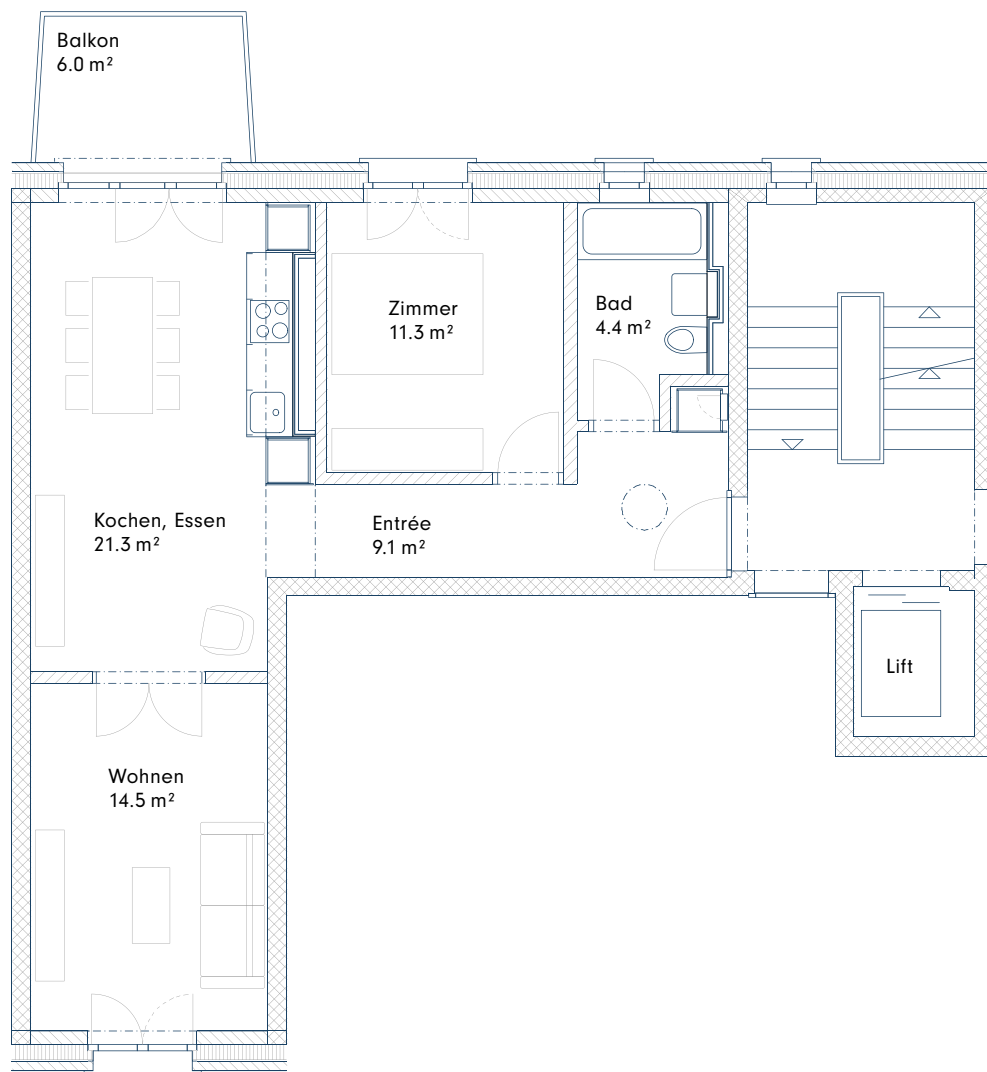 Balkon
6.0 m²
Zimmer
11.3 m²
Bad
4.4 m²
Kochen, Essen
21.3 m²
Entrée
9.1 m²
Lift
Wohnen
14.5 m²